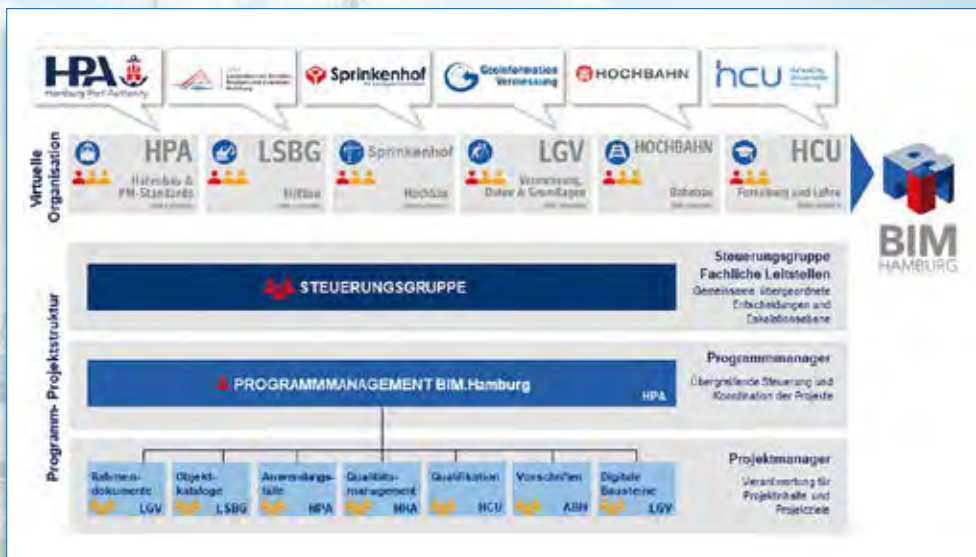 HPA
Hamburg Port Authority
Sprinkenhof
Geoinformation
Vermessung
HOCHBAHN
hcu
Virtuelle
Organisation
HPA
Hafenbau &
PM-Standards
LSBG
Tiefbau
Sprinkenhof
Hochbau
LGV
Vermessung,
Daten & Grundlagen
HOCHBAHN
Bahnbau
HCU
Forschung und Lehre
BIM
HAMBURG
Programm- Projektstruktur
STEUERUNGSGRUPPE
Steuerungsgruppe
Fachliche Leitstellen
Gemeinsame übergeordnete
Entscheidungen und
Eskalationsebene
PROGRAMMMANAGEMENT BIM.Hamburg
HPA
Programmmanager
Übergreifende Steuerung und
Koordination der Projekte
Rahmen-
dokumente
LGV
Objekt-
kataloge
LSBG
Anwendungs-
fälle
HPA
Qualitäts-
management
HHA
Qualifikation
HCU
Vorschriften
ABH
Digitale
Bausteine
LGV
Projektmanager
Verantwortung für
Projektinhalte und
Projektziele